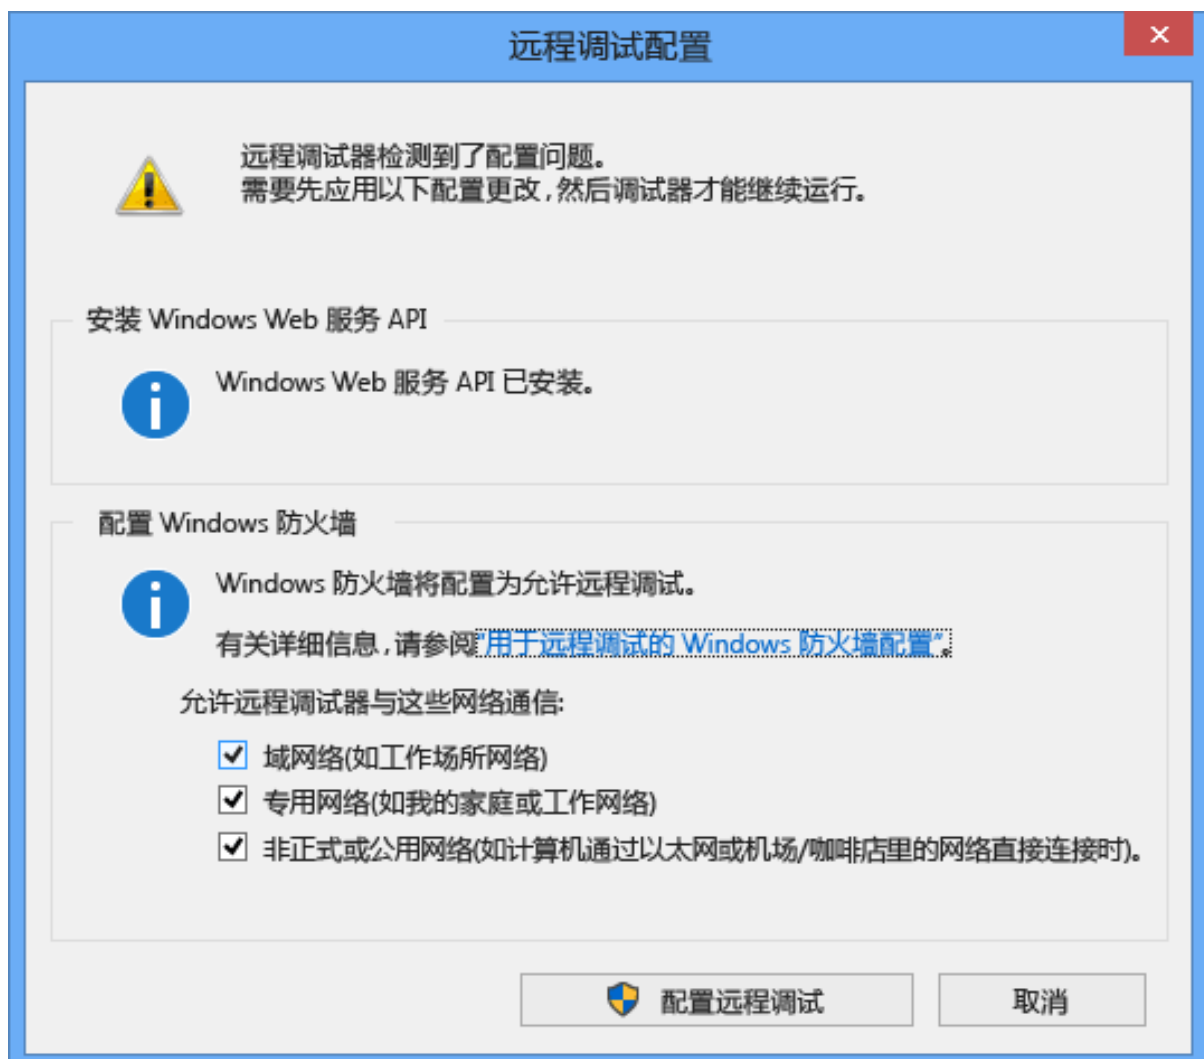 远程调试配置
远程调试器检测到了配置问题。
需要先应用以下配置更改,然后调试器才能继续运行。
安装 Windows Web 服务 API
Windows Web 服务 API 已安装。
配置 Windows 防火墙
Windows 防火墙将配置为允许远程调试。
有关详细信息,请参阅"用于远程调试的 Windows 防火墙配置"。
允许远程调试器与这些网络通信:
域网络(如工作场所网络)
专用网络(如我的家庭或工作网络)
非正式或公用网络(如计算机通过以太网或机场/咖啡店里的网络直接连接时)。
配置远程调试
取消